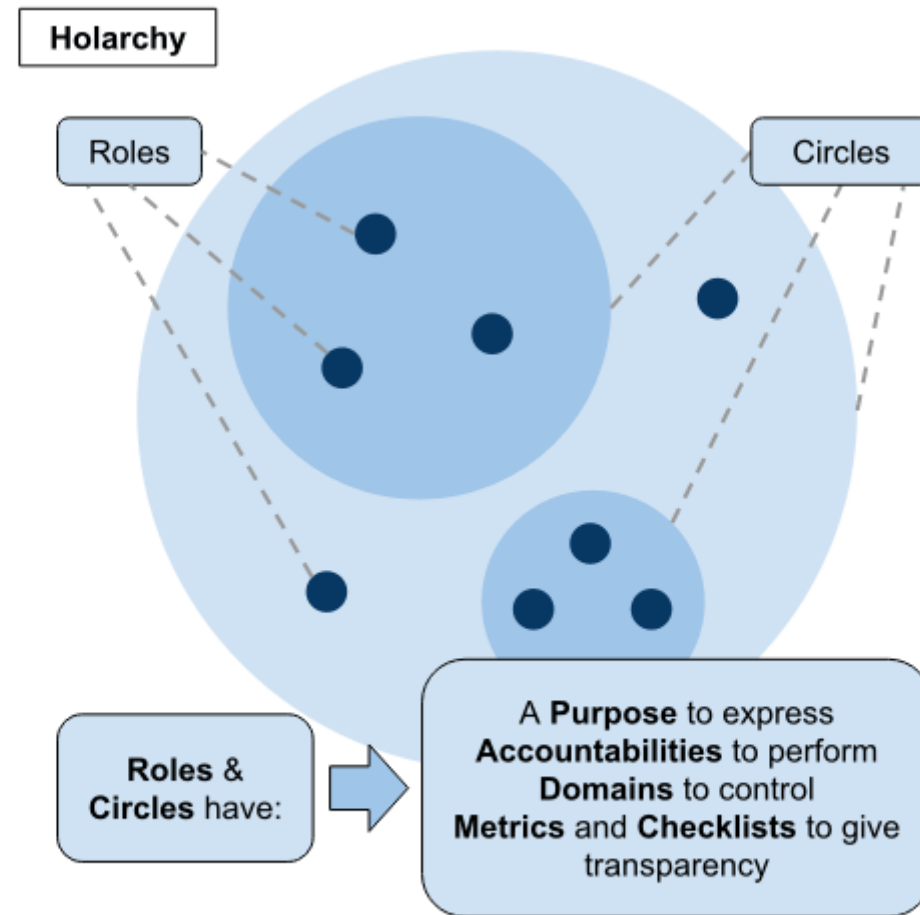 Holarchy
Roles
Circles
Roles &
Circles have:
A Purpose to express
Accountabilities to perform
Domains to control
Metrics and Checklists to give
transparency